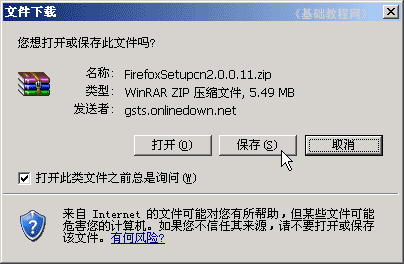 文件下载
《基础教程网》
您想打开或保存此文件吗?
名称: FirefoxSetupcn2.0.0.11.zip
类型: WinRAR ZIP 压缩文件, 5.49 MB
发送者: gsts.onlinedown.net
打开(O) 保存(S) 取消
打开此类文件之前总是询问(W)
来自 Internet 的文件可能对您有所帮助,但某些文件可能
危害您的计算机。如果您不信任其来源,请不要打开或保存
该文件。有何风险?